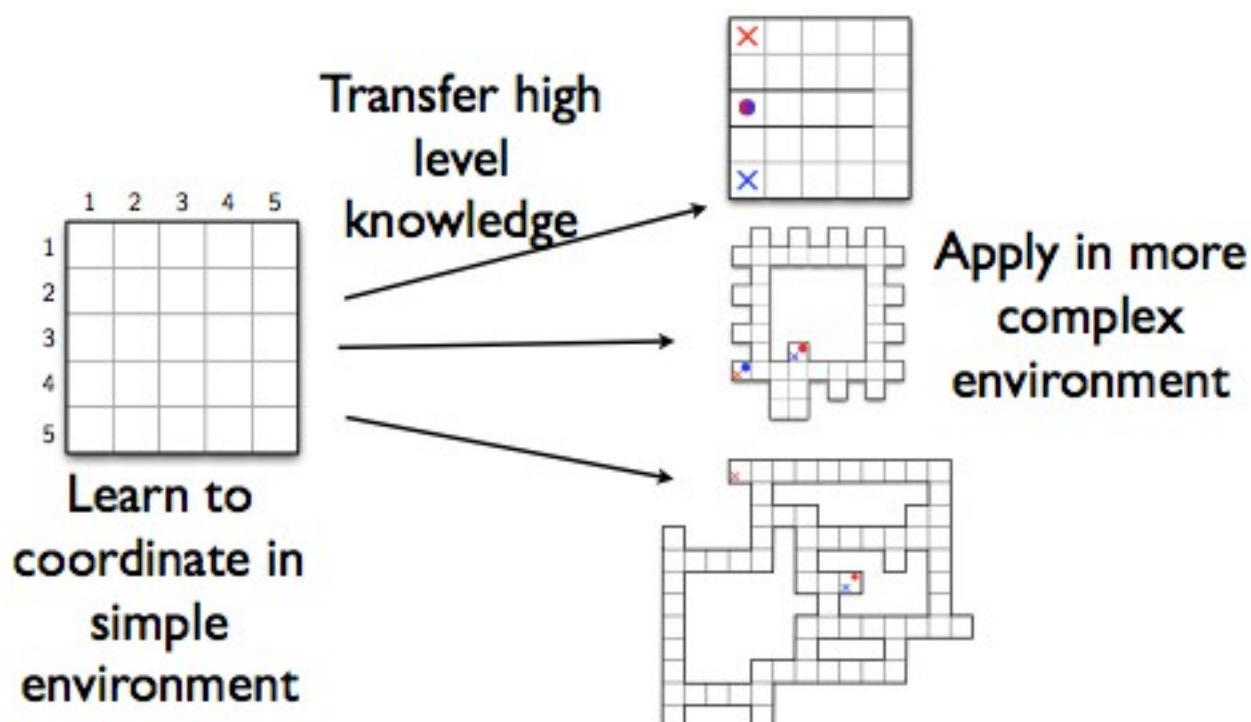 Transfer high
level
knowledge
1 2 3 4 5
1
2
3
4
5
Learn to
coordinate in
simple
environment
Apply in more
complex
environment